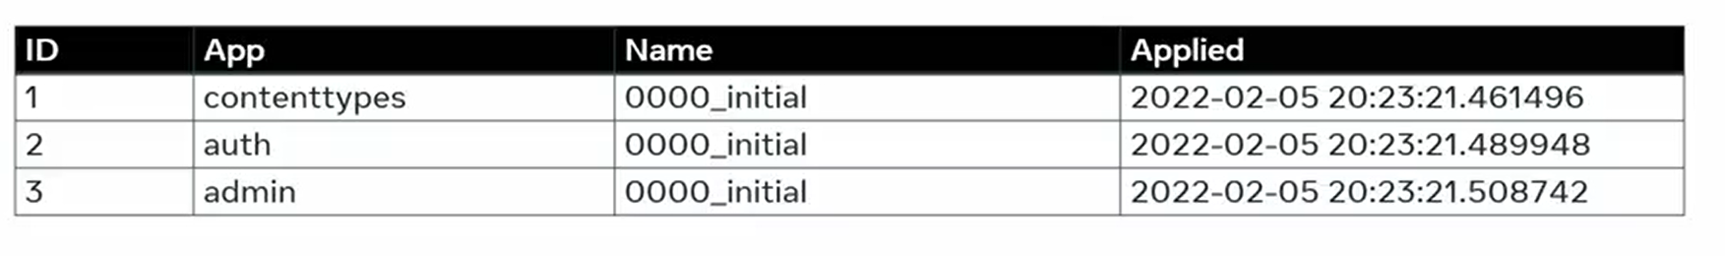 ID App Name Applied
1 contenttypes 0000_initial 2022-02-05 20:23:21.461496
2 auth 0000_initial 2022-02-05 20:23:21.489948
3 admin 0000_initial 2022-02-05 20:23:21.508742